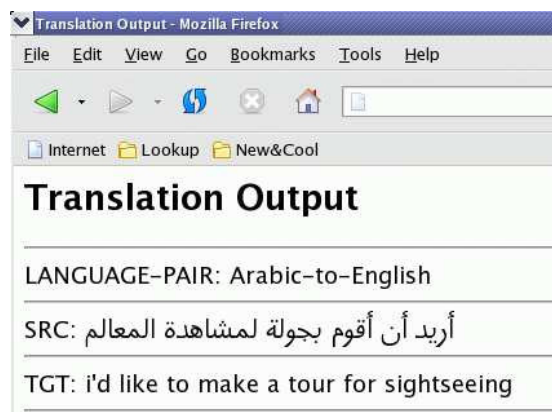 Translation Output - Mozilla Firefox
File Edit View Go Bookmarks Tools Help
Internet Lookup New&Cool
Translation Output
LANGUAGE-PAIR: Arabic-to-English
SRC: أريد أن أقوم بجولة لمشاهدة المعالم
TGT: i'd like to make a tour for sightseeing